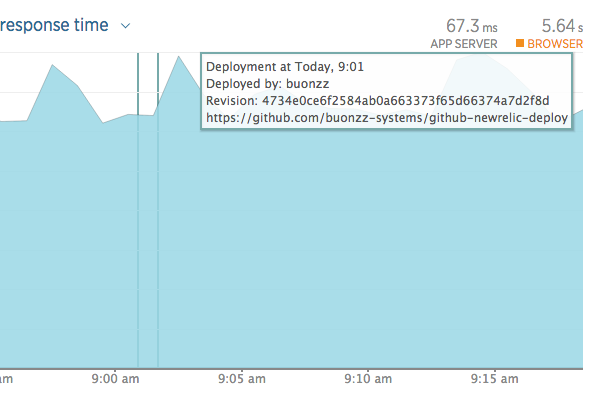 response time
67.3 ms
5.64 s
APP SERVER
BROWSER
Deployment at Today, 9:01
Deployed by: buonzz
Revision: 4734e0ce6f2584ab0a663373f65d66374a7d2f8d
https://github.com/buonzz-systems/github-newrelic-deploy
am
9:00 am
9:05 am
9:10 am
9:15 am